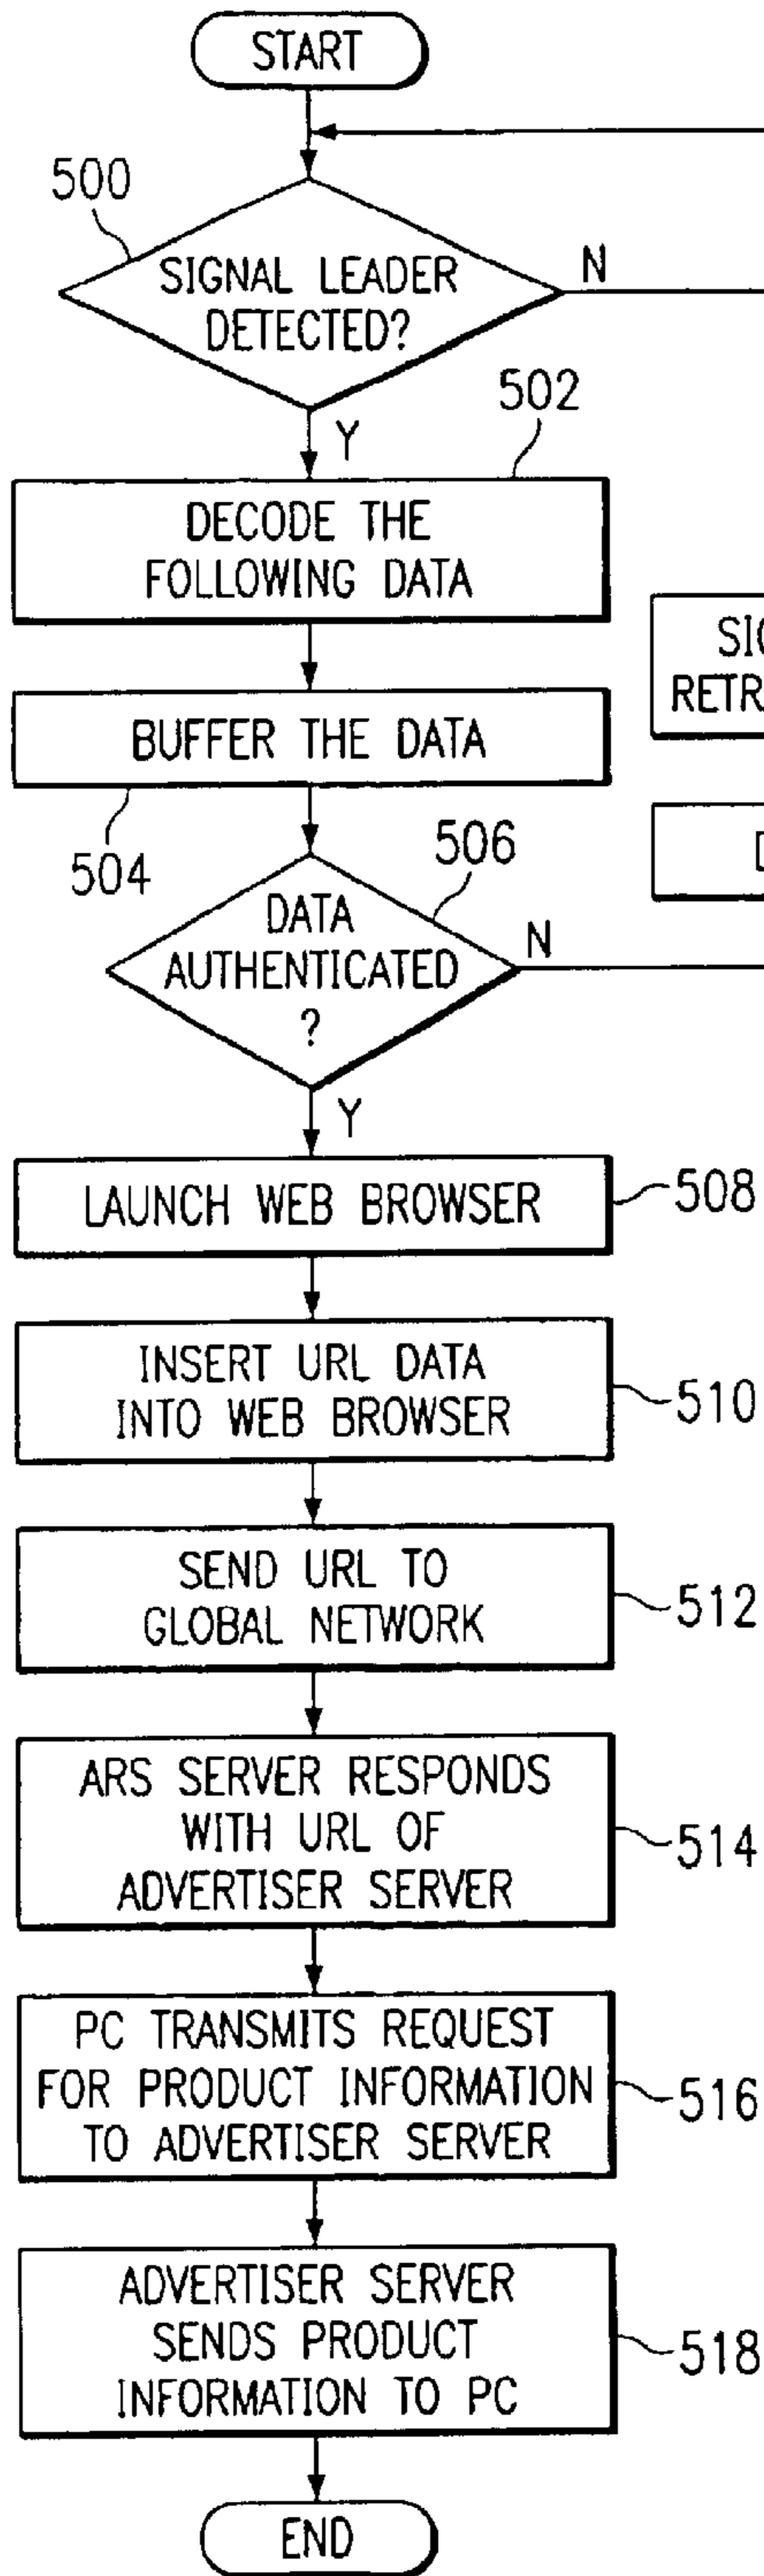 START
500
SIGNAL LEADER
DETECTED?
N
Y
502
DECODE THE
FOLLOWING DATA
BUFFER THE DATA
504
506
DATA
AUTHENTICATED
?
N
Y
LAUNCH WEB BROWSER
508
INSERT URL DATA
INTO WEB BROWSER
510
SEND URL TO
GLOBAL NETWORK
512
ARS SERVER RESPONDS
WITH URL OF
ADVERTISER SERVER
514
PC TRANSMITS REQUEST
FOR PRODUCT INFORMATION
TO ADVERTISER SERVER
516
ADVERTISER SERVER
SENDS PRODUCT
INFORMATION TO PC
518
END